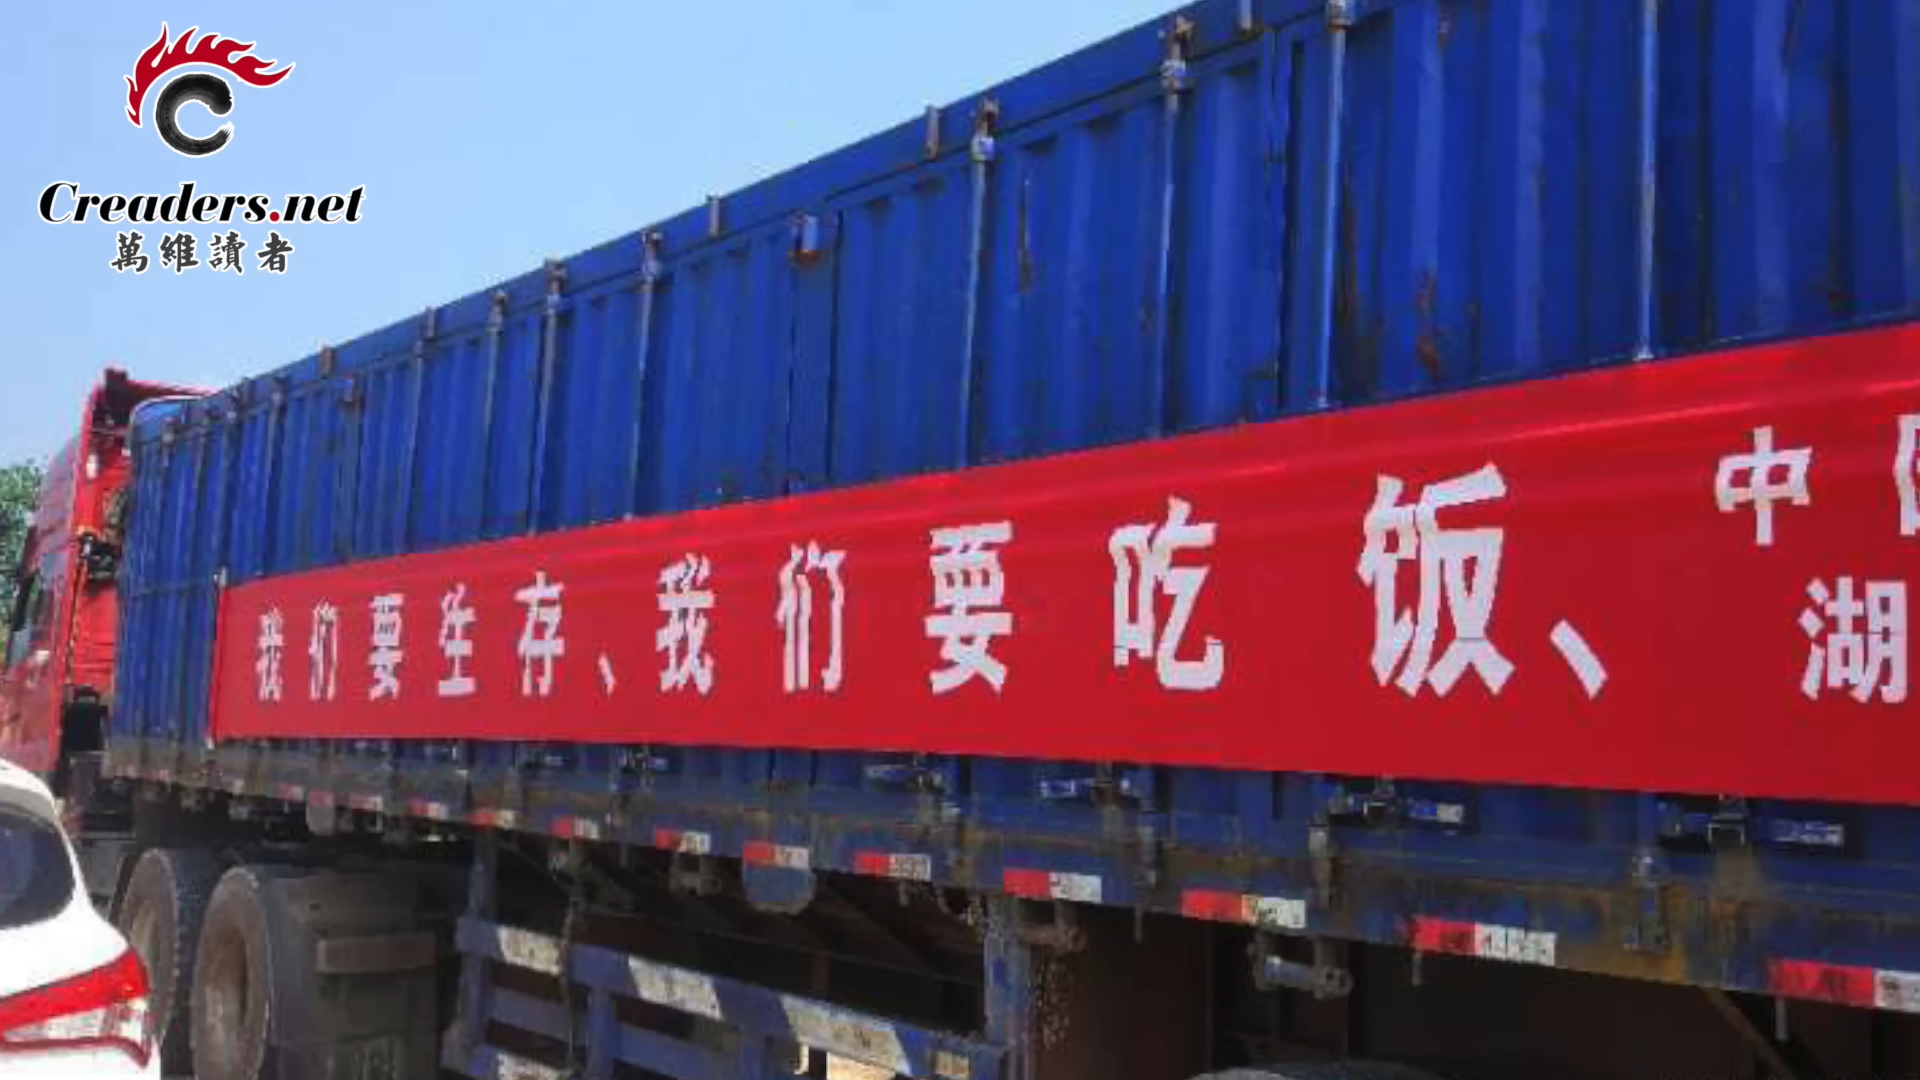 Creaders.net
萬維讀者
我们要生存、我们要吃饭、
中
湖